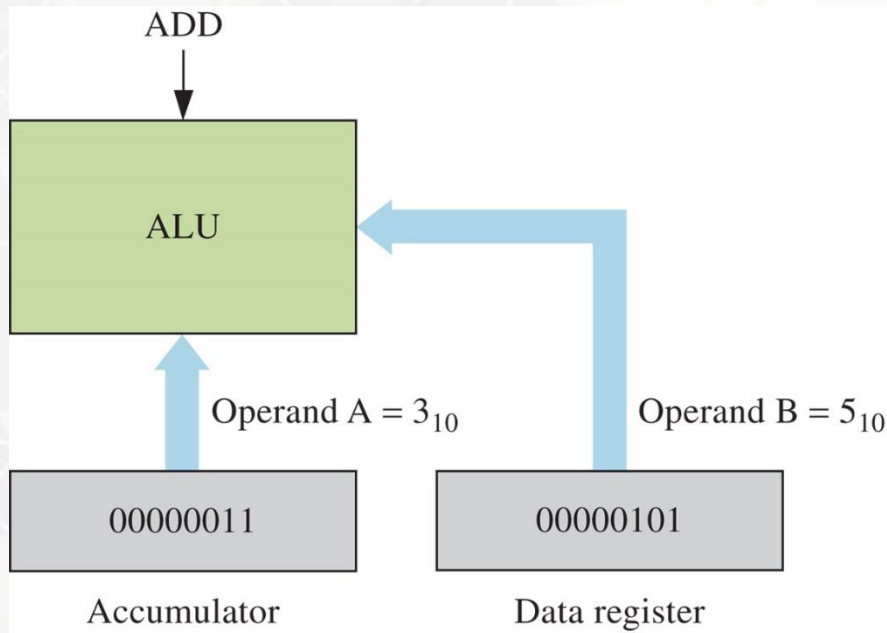 ADD
ALU
Operand A = 3₁₀
Operand B = 5₁₀
00000011
00000101
Accumulator
Data register